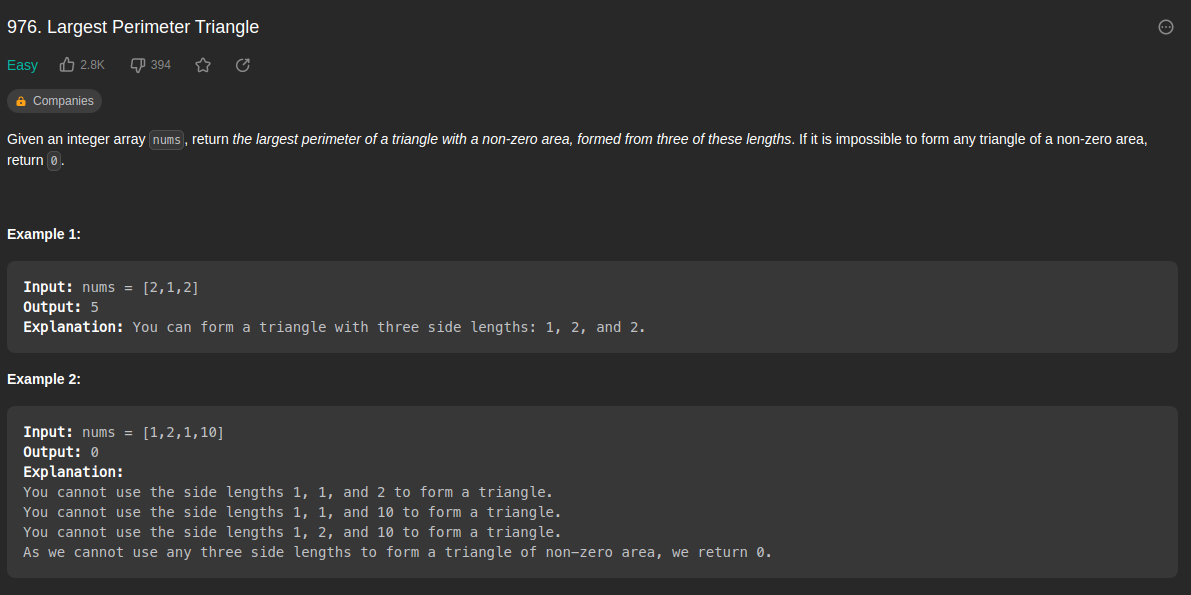 976. Largest Perimeter Triangle
Easy 2.8K 394
Companies
Given an integer array nums, return the largest perimeter of a triangle with a non-zero area, formed from three of these lengths. If it is impossible to form any triangle of a non-zero area,
return 0.
Example 1:
Input: nums = [2,1,2]
Output: 5
Explanation: You can form a triangle with three side lengths: 1, 2, and 2.
Example 2:
Input: nums = [1,2,1,10]
Output: 0
Explanation:
You cannot use the side lengths 1, 1, and 2 to form a triangle.
You cannot use the side lengths 1, 1, and 10 to form a triangle.
You cannot use the side lengths 1, 2, and 10 to form a triangle.
As we cannot use any three side lengths to form a triangle of non-zero area, we return 0.